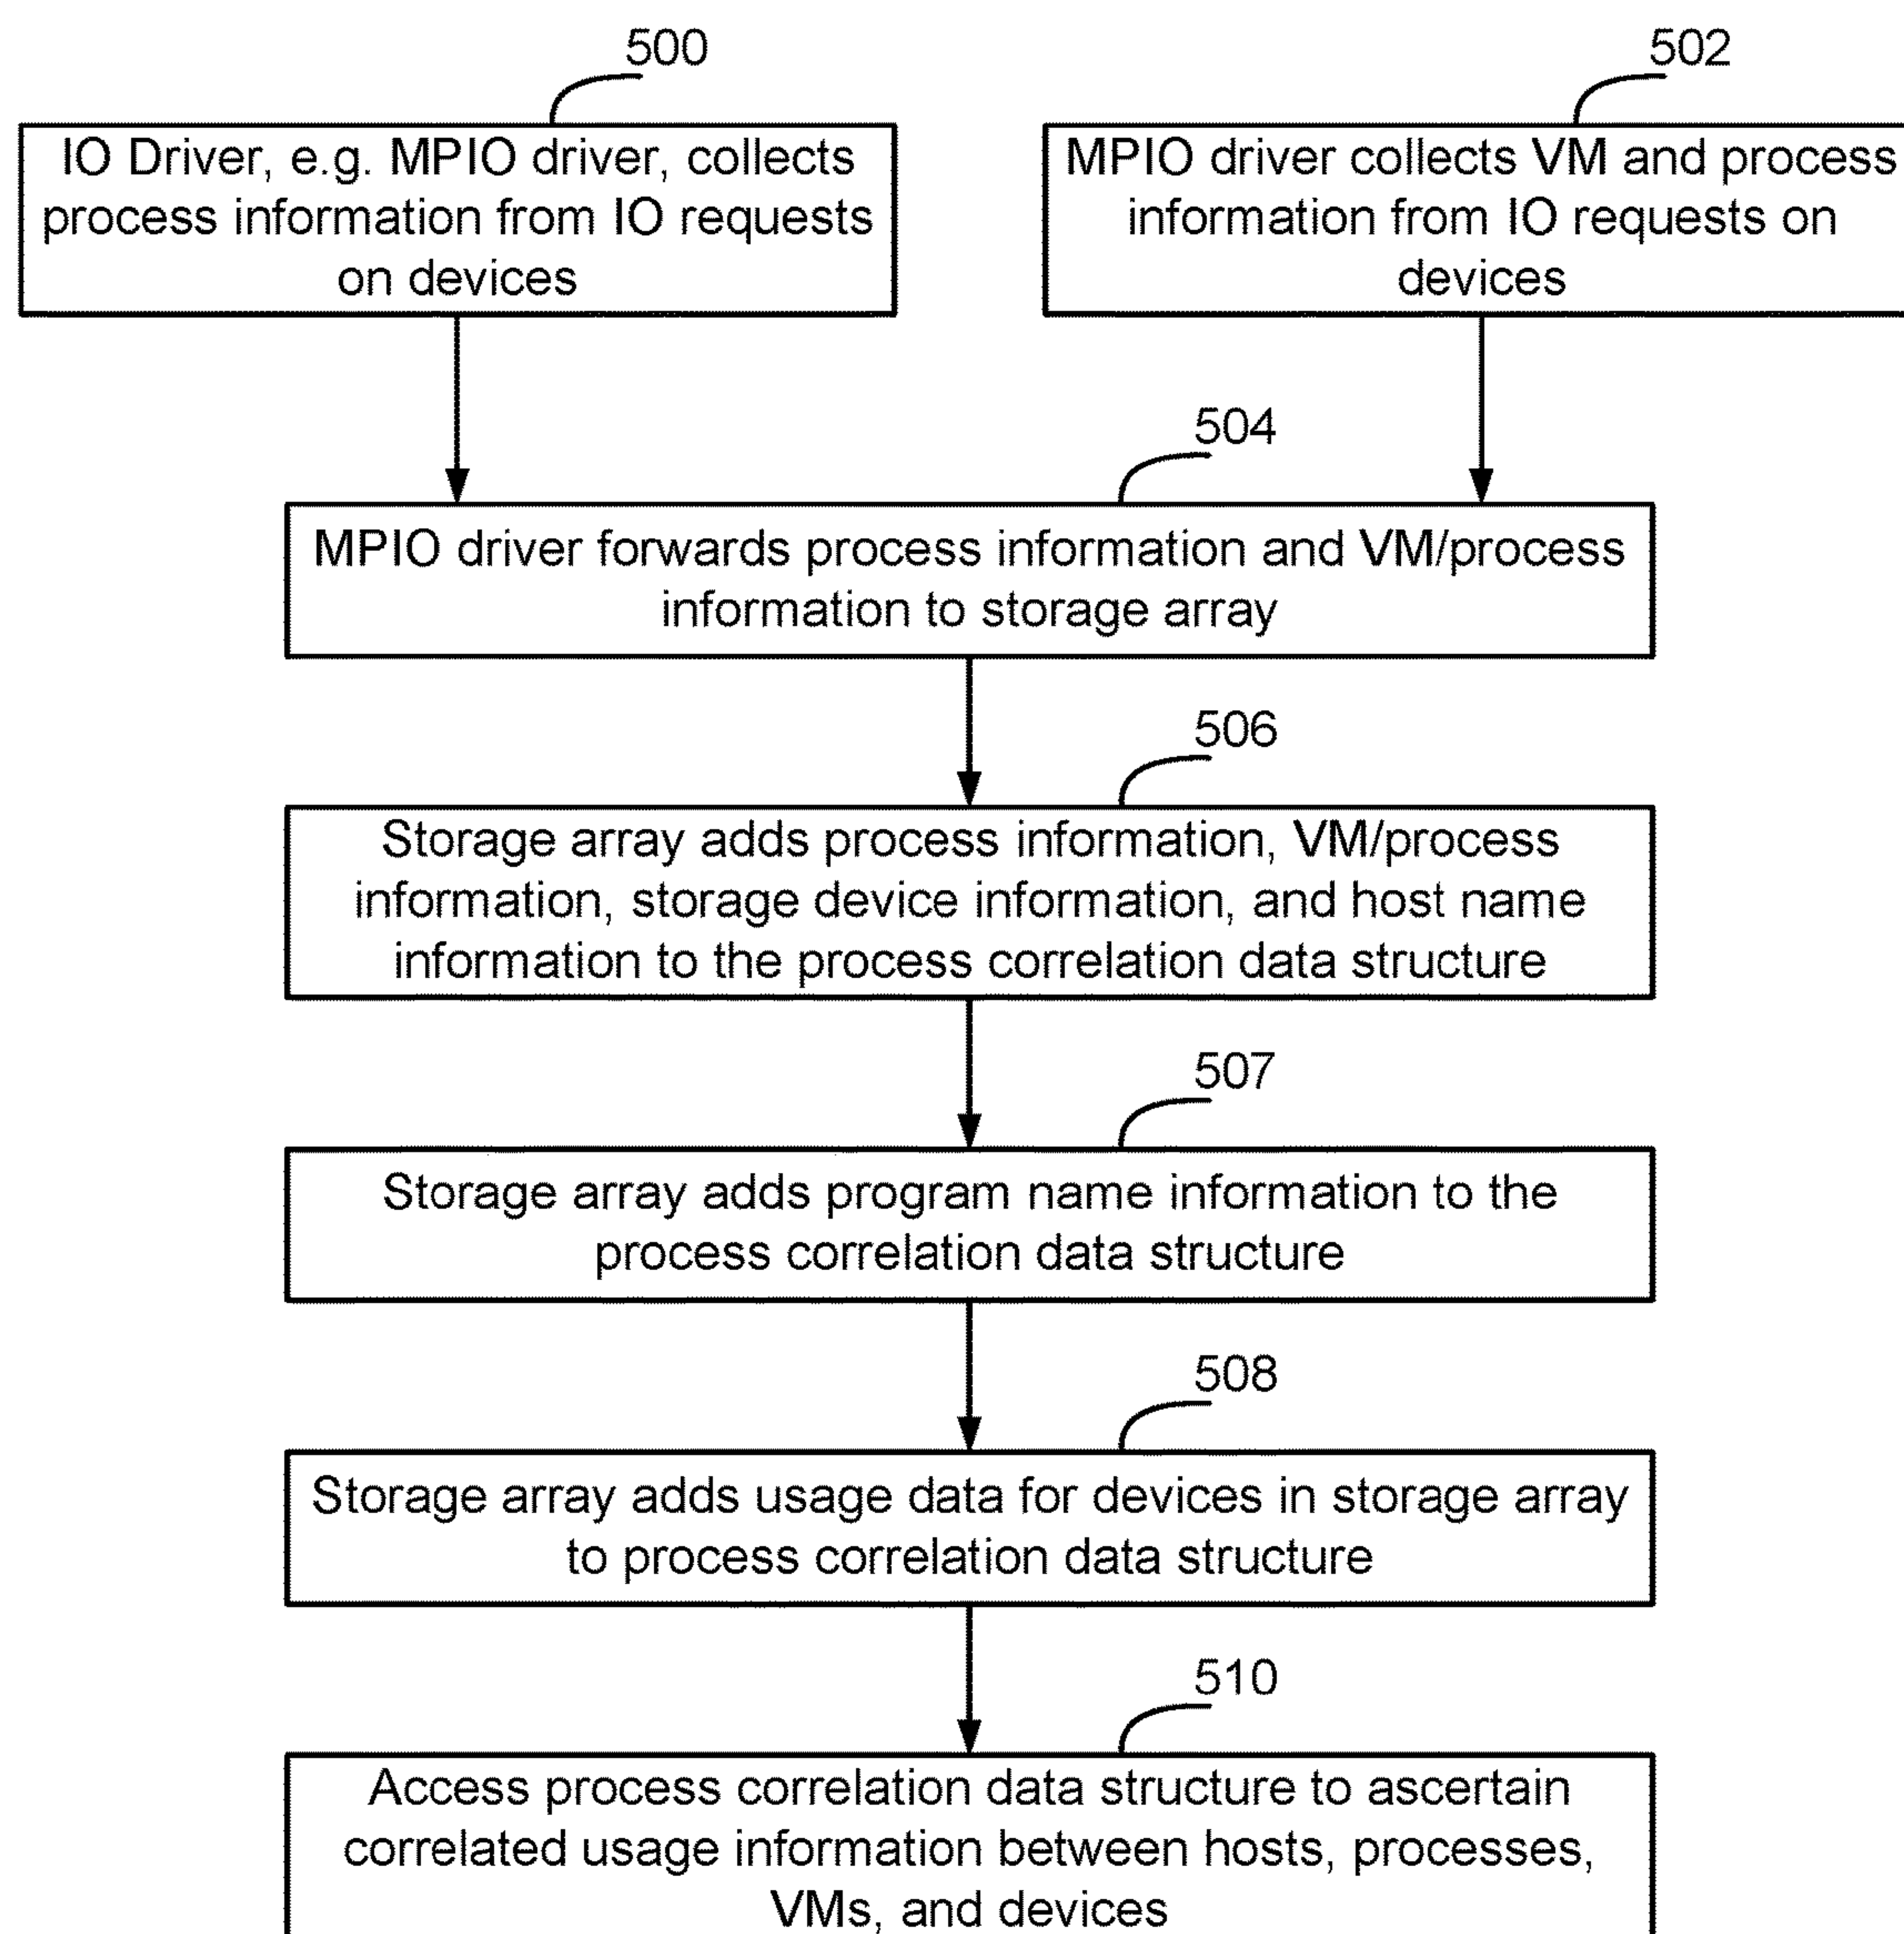 500
IO Driver, e.g. MPIO driver, collects
process information from IO requests
on devices
502
MPIO driver collects VM and process
information from IO requests on
devices
504
MPIO driver forwards process information and VM/process
information to storage array
506
Storage array adds process information, VM/process
information, storage device information, and host name
information to the process correlation data structure
507
Storage array adds program name information to the
process correlation data structure
508
Storage array adds usage data for devices in storage array
to process correlation data structure
510
Access process correlation data structure to ascertain
correlated usage information between hosts, processes,
VMs, and devices